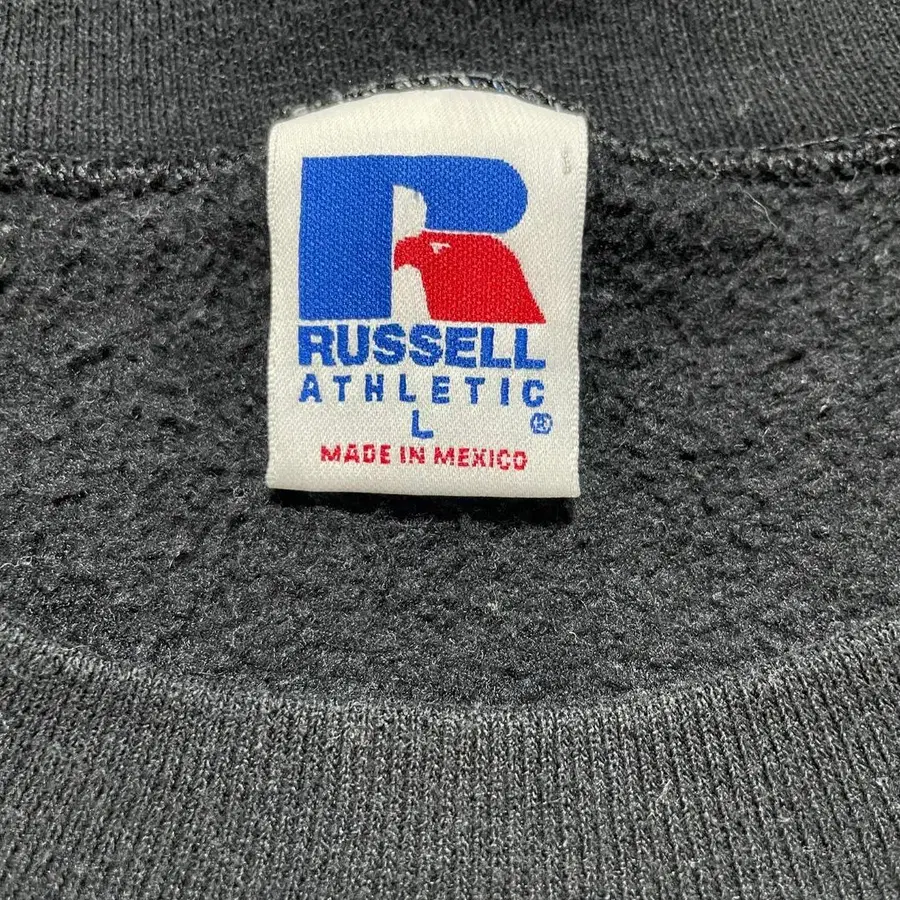 R
RUSSELL
ATHLETIC
L ®
MADE IN MEXICO